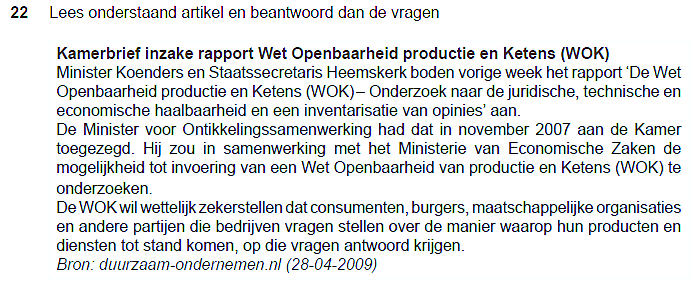 22 Lees onderstaand artikel en beantwoord dan de vragen
Kamerbrief inzake rapport Wet Openbaarheid productie en Ketens (WOK)
Minister Koenders en Staatssecretaris Heemskerk boden vorige week het rapport ‘De Wet
Openbaarheid productie en Ketens (WOK)– Onderzoek naar de juridische, technische en
economische haalbaarheid en een inventarisatie van opinies’ aan.
De Minister voor Ontikkelingssamenwerking had dat in november 2007 aan de Kamer
toegezegd. Hij zou in samenwerking met het Ministerie van Economische Zaken de
mogelijkheid tot invoering van een Wet Openbaarheid van productie en Ketens (WOK) te
onderzoeken.
De WOK wil wettelijk zekerstellen dat consumenten, burgers, maatschappelijke organisaties
en andere partijen die bedrijven vragen stellen over de manier waarop hun producten en
diensten tot stand komen, op die vragen antwoord krijgen.
Bron: duurzaam-ondernemen.nl (28-04-2009)